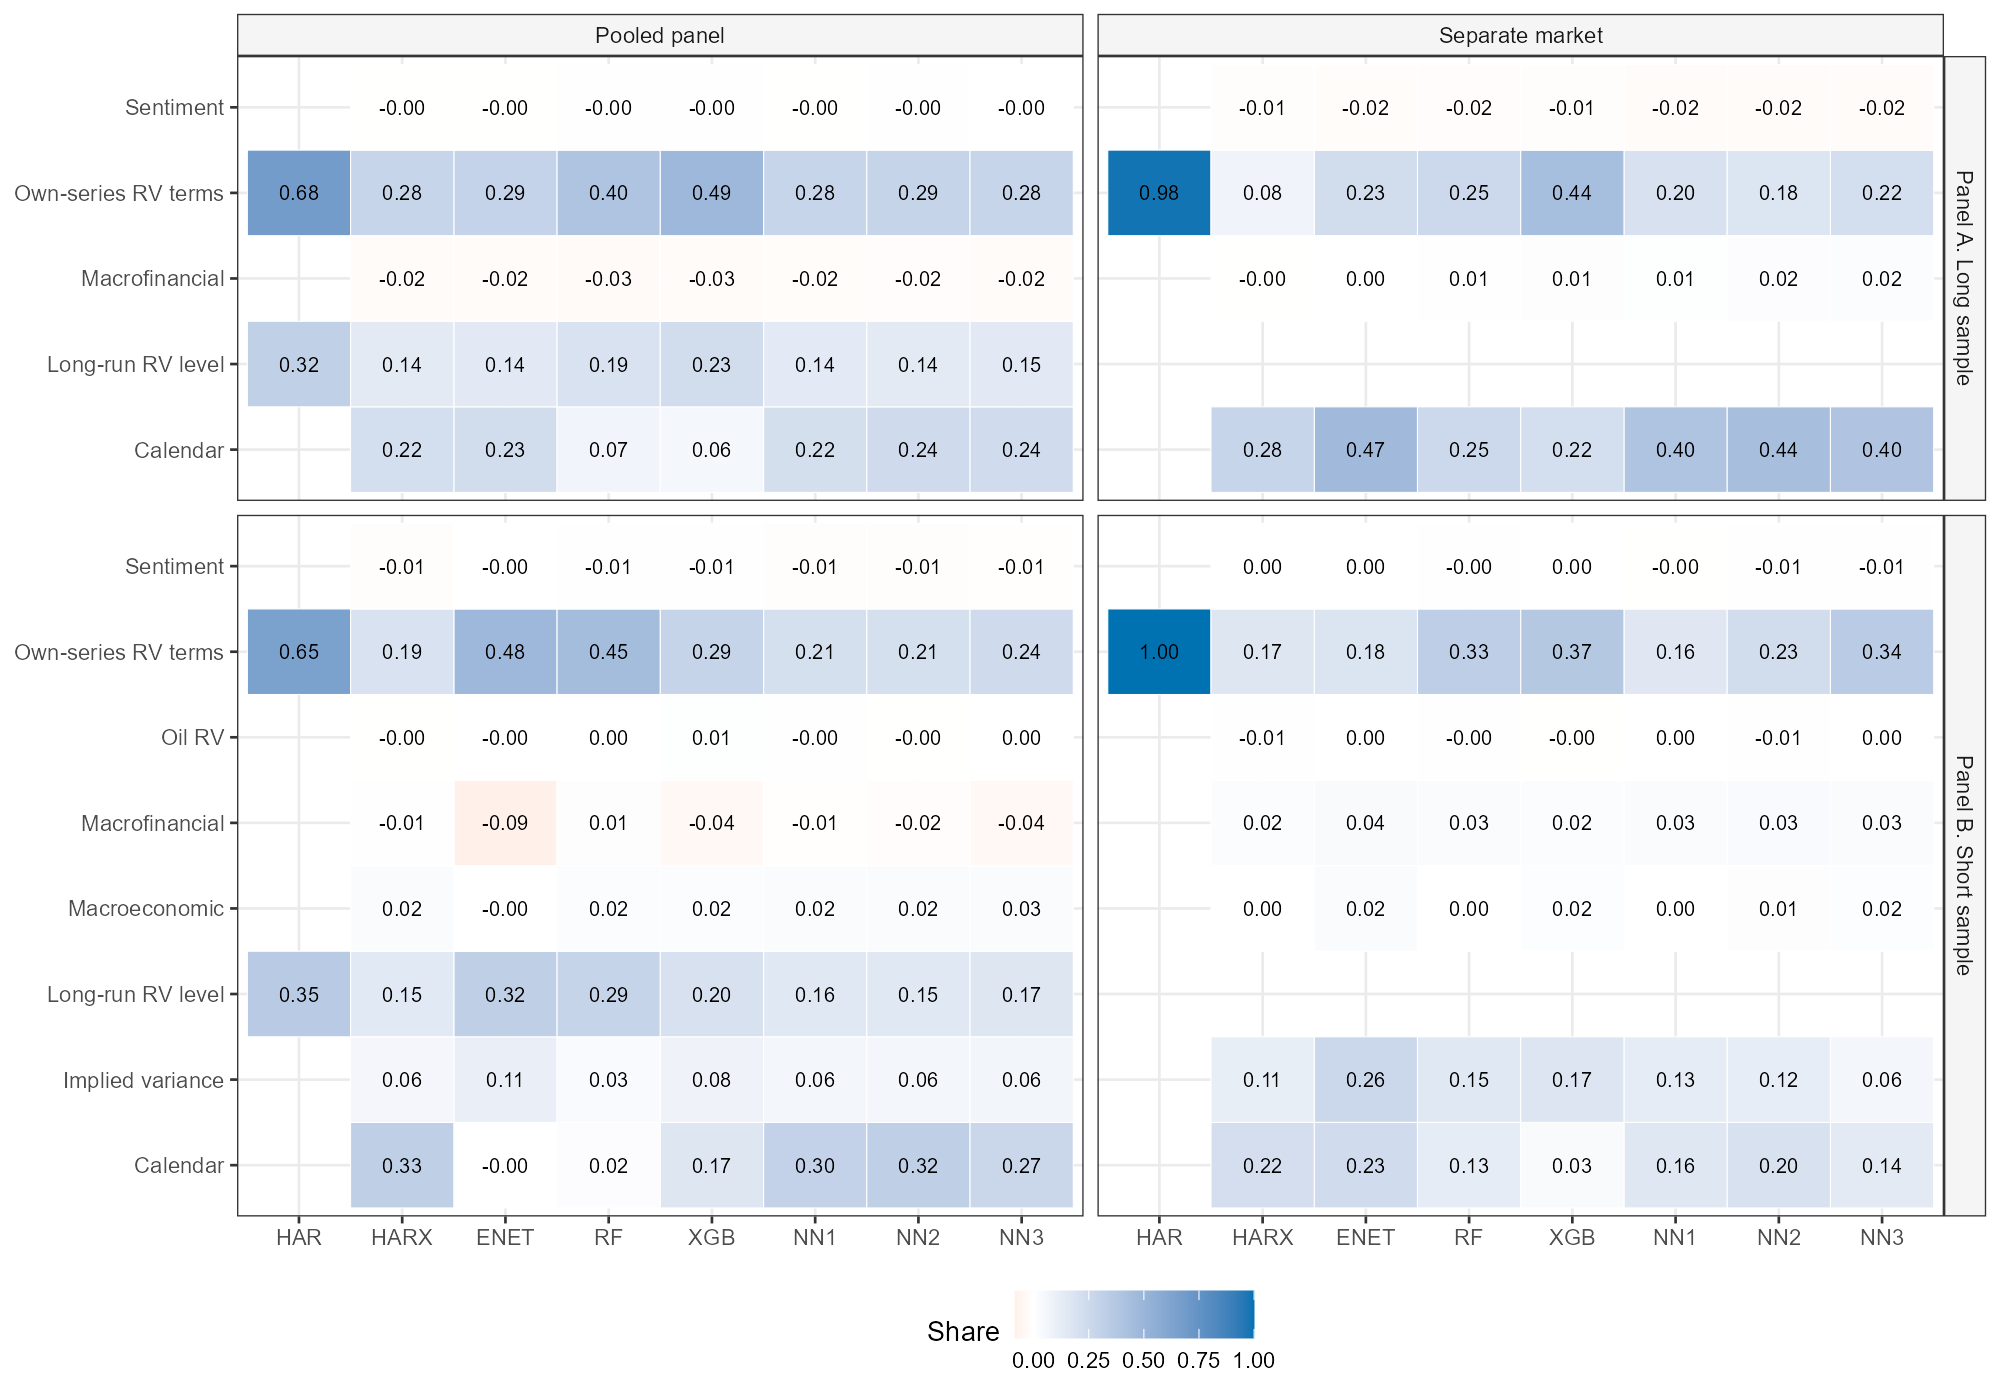 Pooled panel Separate market
Sentiment -0.00 -0.00 -0.00 -0.00 -0.00 -0.00 -0.00 -0.01 -0.02 -0.02 -0.01 -0.02 -0.02 -0.02
Own-series RV terms 0.68 0.28 0.29 0.40 0.49 0.28 0.29 0.28 0.98 0.08 0.23 0.25 0.44 0.20 0.18 0.22
Macrofinancial -0.02 -0.02 -0.03 -0.03 -0.02 -0.02 -0.02 -0.00 0.00 0.01 0.01 0.01 0.02 0.02
Long-run RV level 0.32 0.14 0.14 0.19 0.23 0.14 0.14 0.15
Calendar 0.22 0.23 0.07 0.06 0.22 0.24 0.24 0.28 0.47 0.25 0.22 0.40 0.44 0.40
Panel A. Long sample
Sentiment -0.01 -0.00 -0.01 -0.01 -0.01 -0.01 -0.01 0.00 0.00 -0.00 0.00 -0.00 -0.01 -0.01
Own-series RV terms 0.65 0.19 0.48 0.45 0.29 0.21 0.21 0.24 1.00 0.17 0.18 0.33 0.37 0.16 0.23 0.34
Oil RV -0.00 -0.00 0.00 0.01 -0.00 -0.00 0.00 -0.01 0.00 -0.00 -0.00 0.00 -0.01 0.00
Macrofinancial -0.01 -0.09 0.01 -0.04 -0.01 -0.02 -0.04 0.02 0.04 0.03 0.02 0.03 0.03 0.03
Macroeconomic 0.02 -0.00 0.02 0.02 0.02 0.02 0.03 0.00 0.02 0.00 0.02 0.00 0.01 0.02
Long-run RV level 0.35 0.15 0.32 0.29 0.20 0.16 0.15 0.17
Implied variance 0.06 0.11 0.03 0.08 0.06 0.06 0.06 0.11 0.26 0.15 0.17 0.13 0.12 0.06
Calendar 0.33 -0.00 0.02 0.17 0.30 0.32 0.27 0.22 0.23 0.13 0.03 0.16 0.20 0.14
Panel B. Short sample
HAR HARX ENET RF XGB NN1 NN2 NN3 HAR HARX ENET RF XGB NN1 NN2 NN3
Share
0.00 0.25 0.50 0.75 1.00